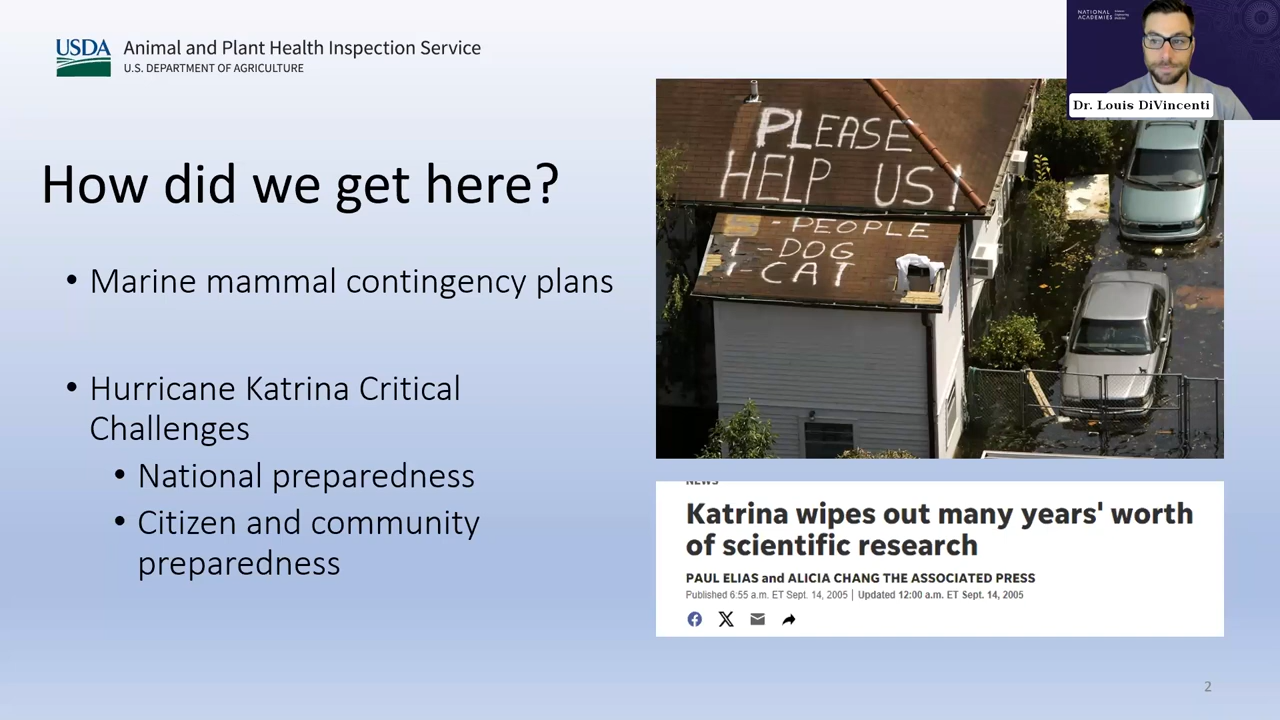 USDA
Animal and Plant Health Inspection Service
U.S. DEPARTMENT OF AGRICULTURE
NATIONAL
ACADEMIES
Dr. Louis DiVincenti
How did we get here?
• Marine mammal contingency plans
• Hurricane Katrina Critical
Challenges
• National preparedness
• Citizen and community
preparedness
PLEASE
HELP US!
- PEOPLE
1 - DOG
1 - CAT
NEWS
Katrina wipes out many years' worth
of scientific research
PAUL ELIAS and ALICIA CHANG THE ASSOCIATED PRESS
Published 6:55 a.m. ET Sept. 14, 2005 | Updated 12:00 a.m. ET Sept. 14, 2005
2